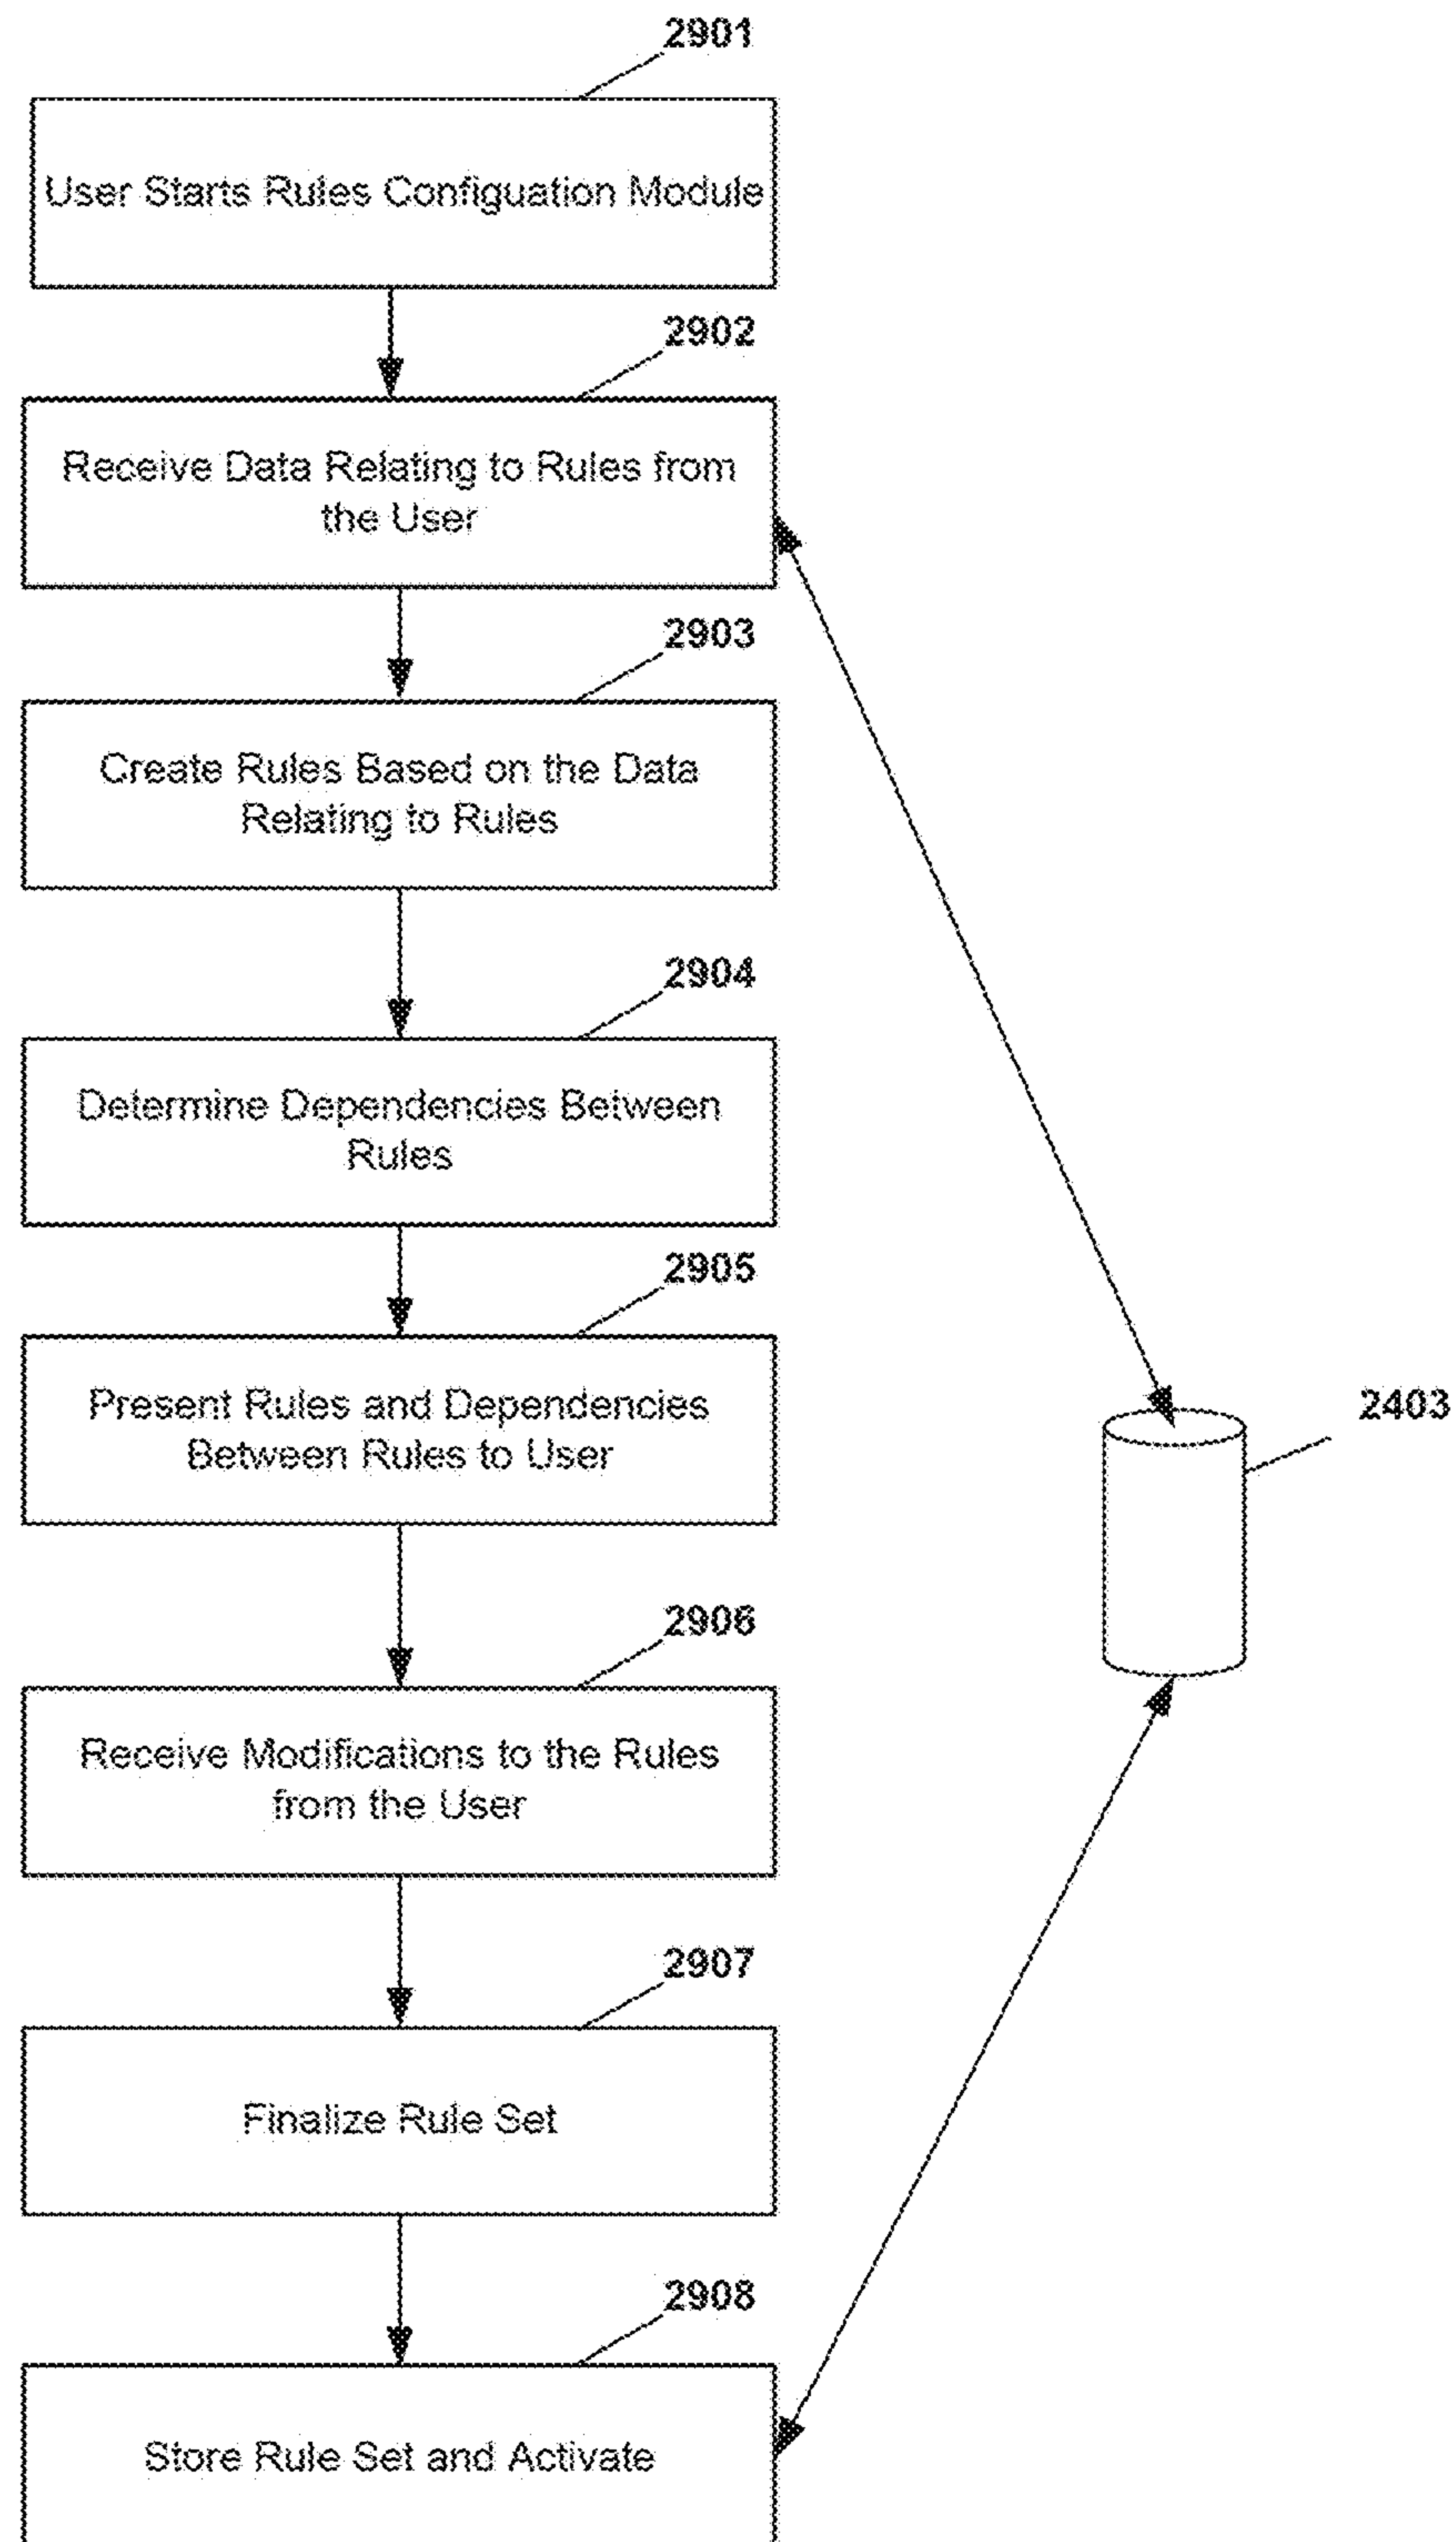 2901
User Starts Rules Configuation Module
2902
Receive Data Relating to Rules from
the User
2903
Create Rules Based on the Data
Relating to Rules
2904
Determine Dependencies Between
Rules
2905
Present Rules and Dependencies
Between Rules to User
2403
2906
Receive Modifications to the Rules
from the User
2907
Finalize Rule Set
2908
Store Rule Set and Activate